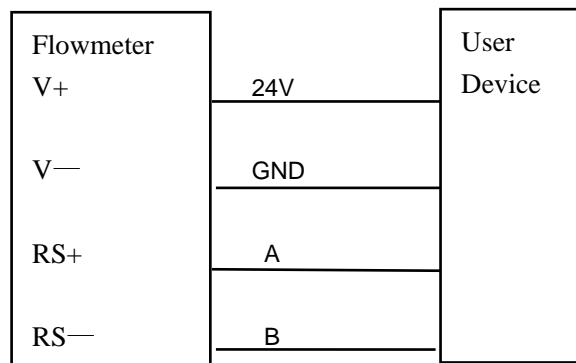 Flowmeter
V+
V—
RS+
RS—
24V
GND
A
B
User
Device